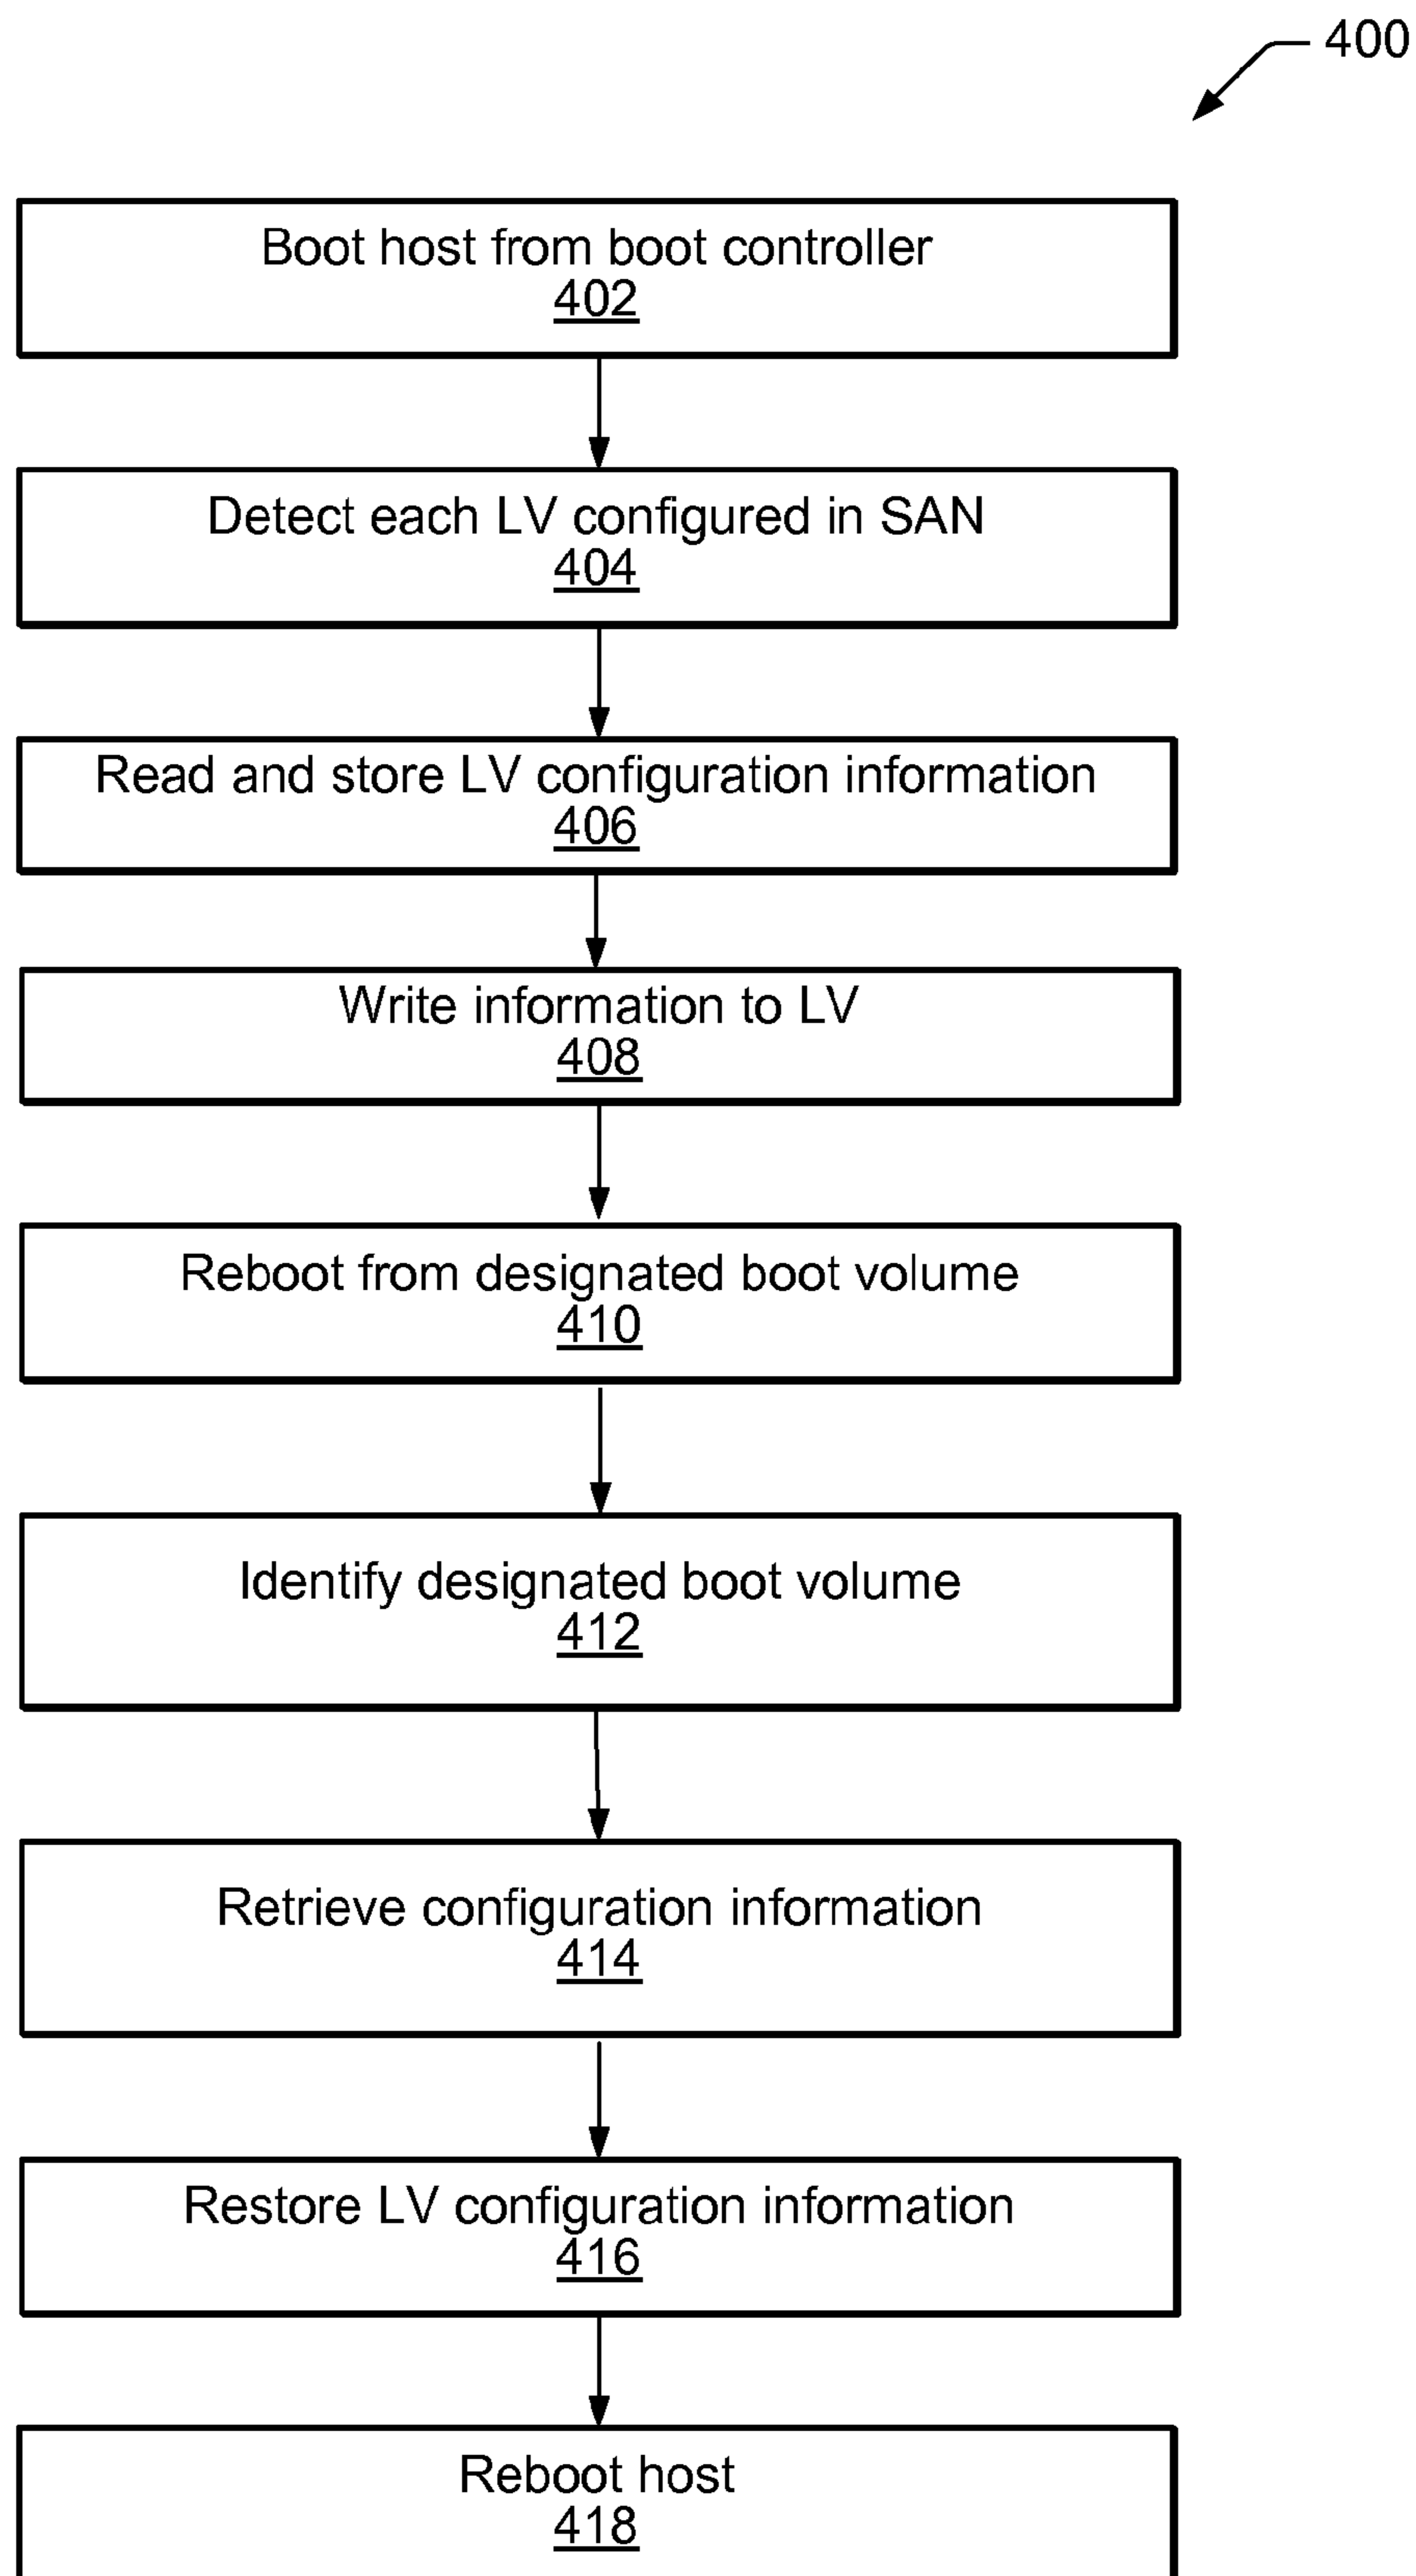 400
Boot host from boot controller
402
Detect each LV configured in SAN
404
Read and store LV configuration information
406
Write information to LV
408
Reboot from designated boot volume
410
Identify designated boot volume
412
Retrieve configuration information
414
Restore LV configuration information
416
Reboot host
418